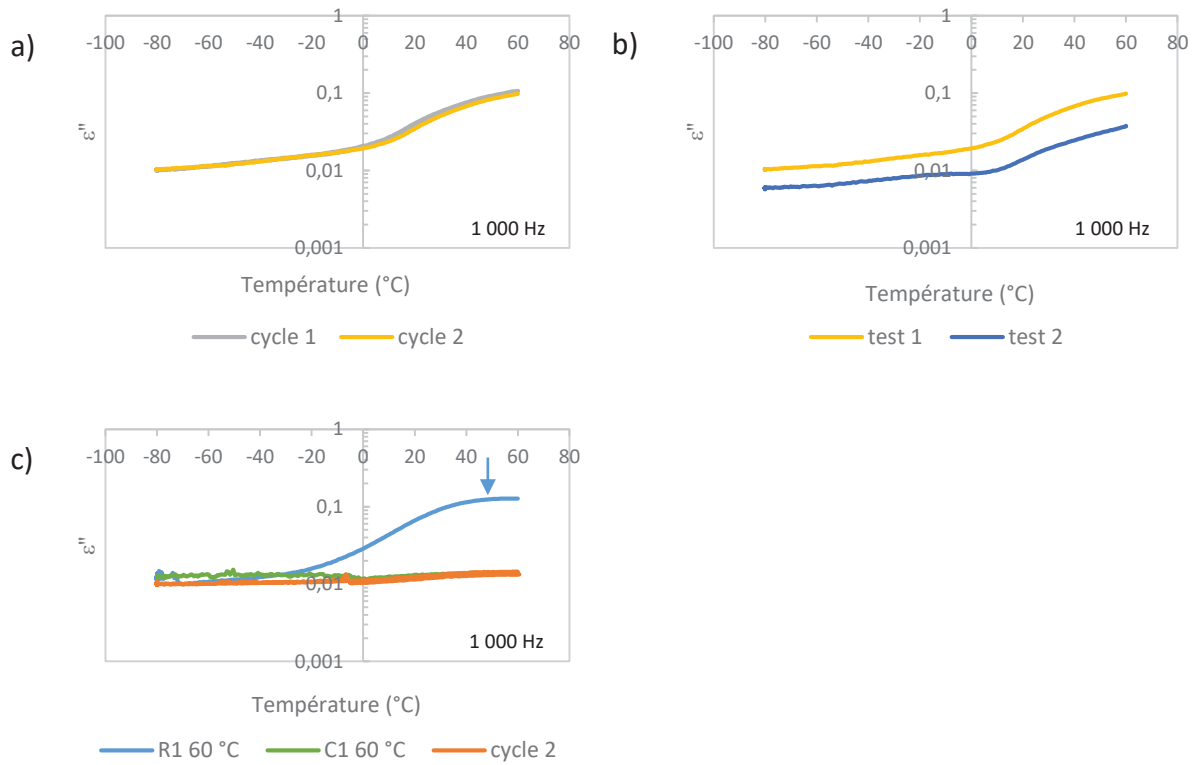 a)
1
-100 -80 -60 -40 -20 0 20 40 60 80
0,1
0,01
0,001
ε"
1 000 Hz
Température (°C)
cycle 1 cycle 2
b)
1
-100 -80 -60 -40 -20 0 20 40 60 80
0,1
0,01
0,001
ε"
1 000 Hz
Température (°C)
test 1 test 2
c)
1
-100 -80 -60 -40 -20 0 20 40 60 80
0,1
0,01
0,001
ε"
1 000 Hz
Température (°C)
R1 60 °C C1 60 °C cycle 2